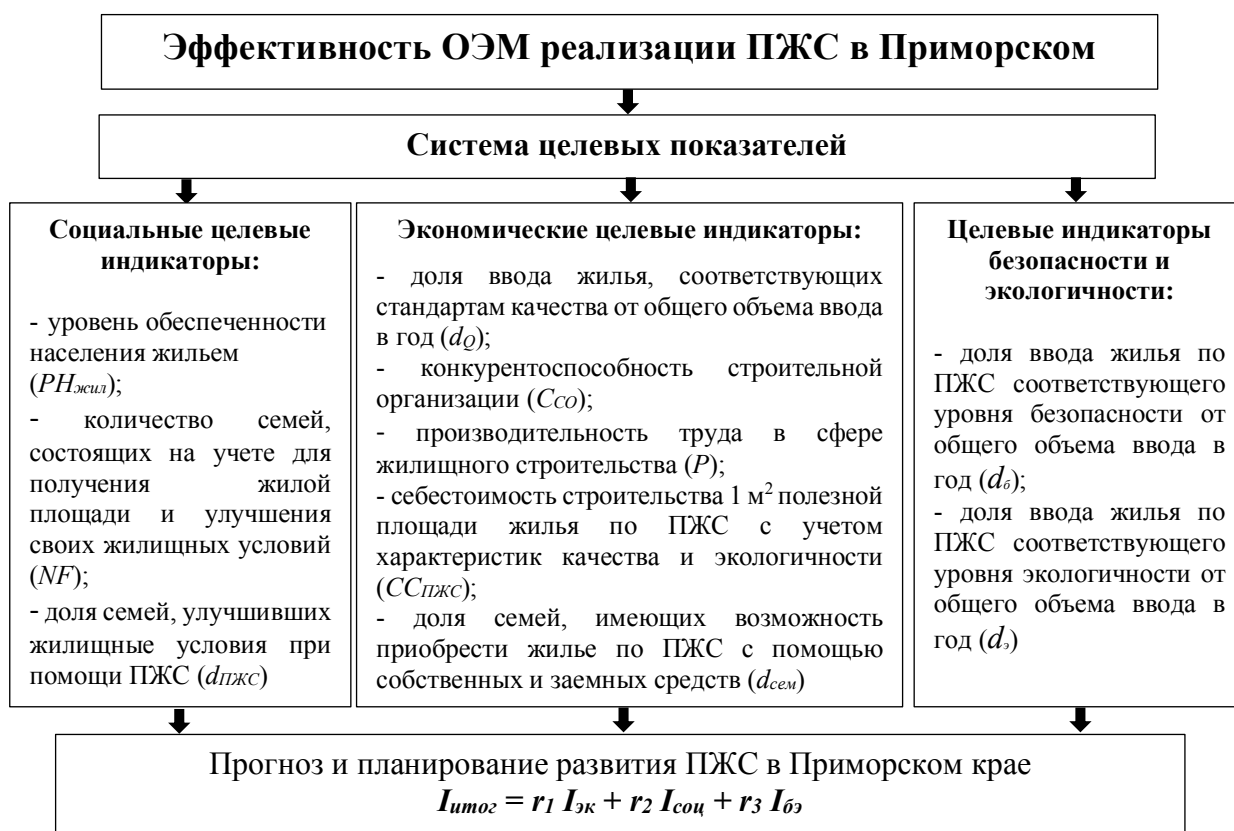 Эффективность ОЭМ реализации ПЖС в Приморском
Система целевых показателей
Социальные целевые
индикаторы:
- уровень обеспеченности
населения жильем
(PHжил);
- количество семей,
состоящих на учете для
получения жилой
площади и улучшения
своих жилищных условий
(NF);
- доля семей, улучшивших
жилищные условия при
помощи ПЖС (dПЖС)
Экономические целевые индикаторы:
- доля ввода жилья, соответствующих
стандартам качества от общего объема ввода
в год (dQ);
- конкурентоспособность строительной
организации (CCO);
- производительность труда в сфере
жилищного строительства (P);
- себестоимость строительства 1 м2 полезной
площади жилья по ПЖС с учетом
характеристик качества и экологичности
(CCПЖС);
- доля семей, имеющих возможность
приобрести жилье по ПЖС с помощью
собственных и заемных средств (dсем)
Целевые индикаторы
безопасности и
экологичности:
- доля ввода жилья по
ПЖС соответствующего
уровня безопасности от
общего объема ввода в
год (dб);
- доля ввода жилья по
ПЖС соответствующего
уровня экологичности от
общего объема ввода в
год (dэ)
Прогноз и планирование развития ПЖС в Приморском крае
Iитог = r1 Iэк + r2 Iсоц + r3 Iбэ